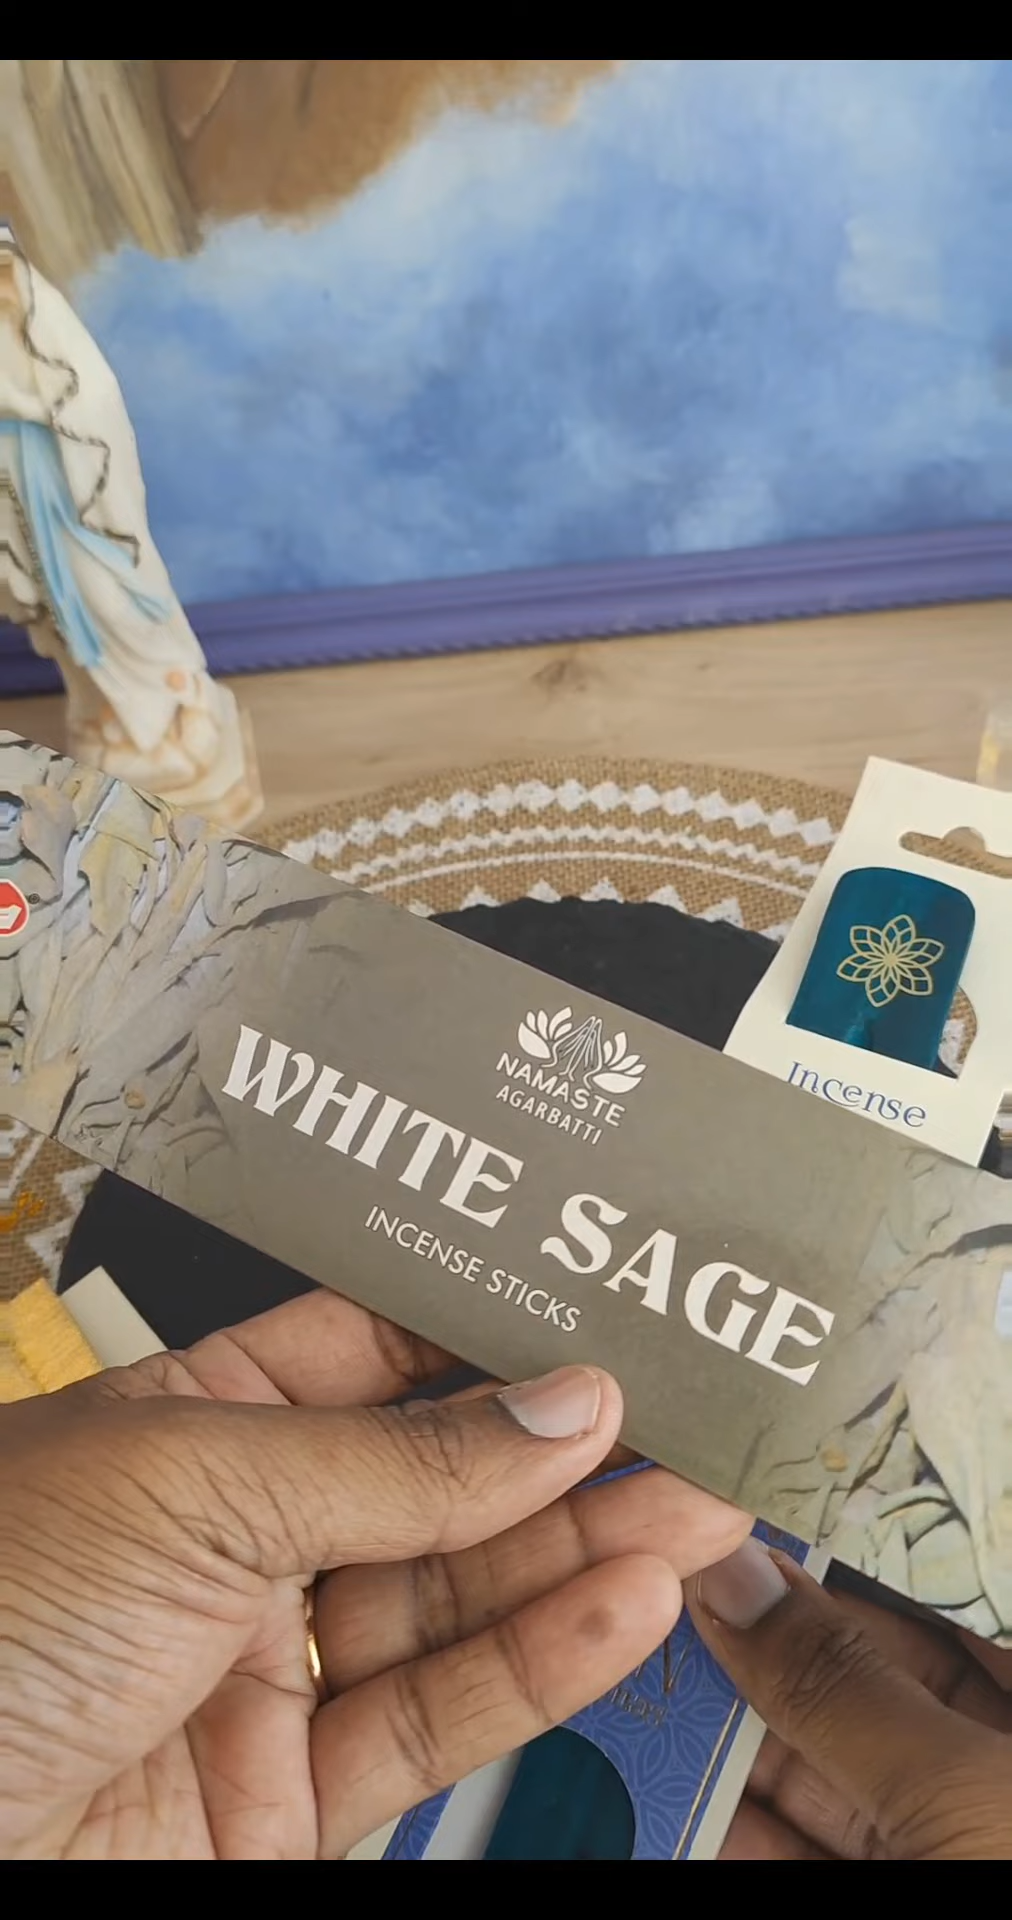 NAMASTE
AGARBATTI
WHITE SAGE
INCENSE STICKS
Incense